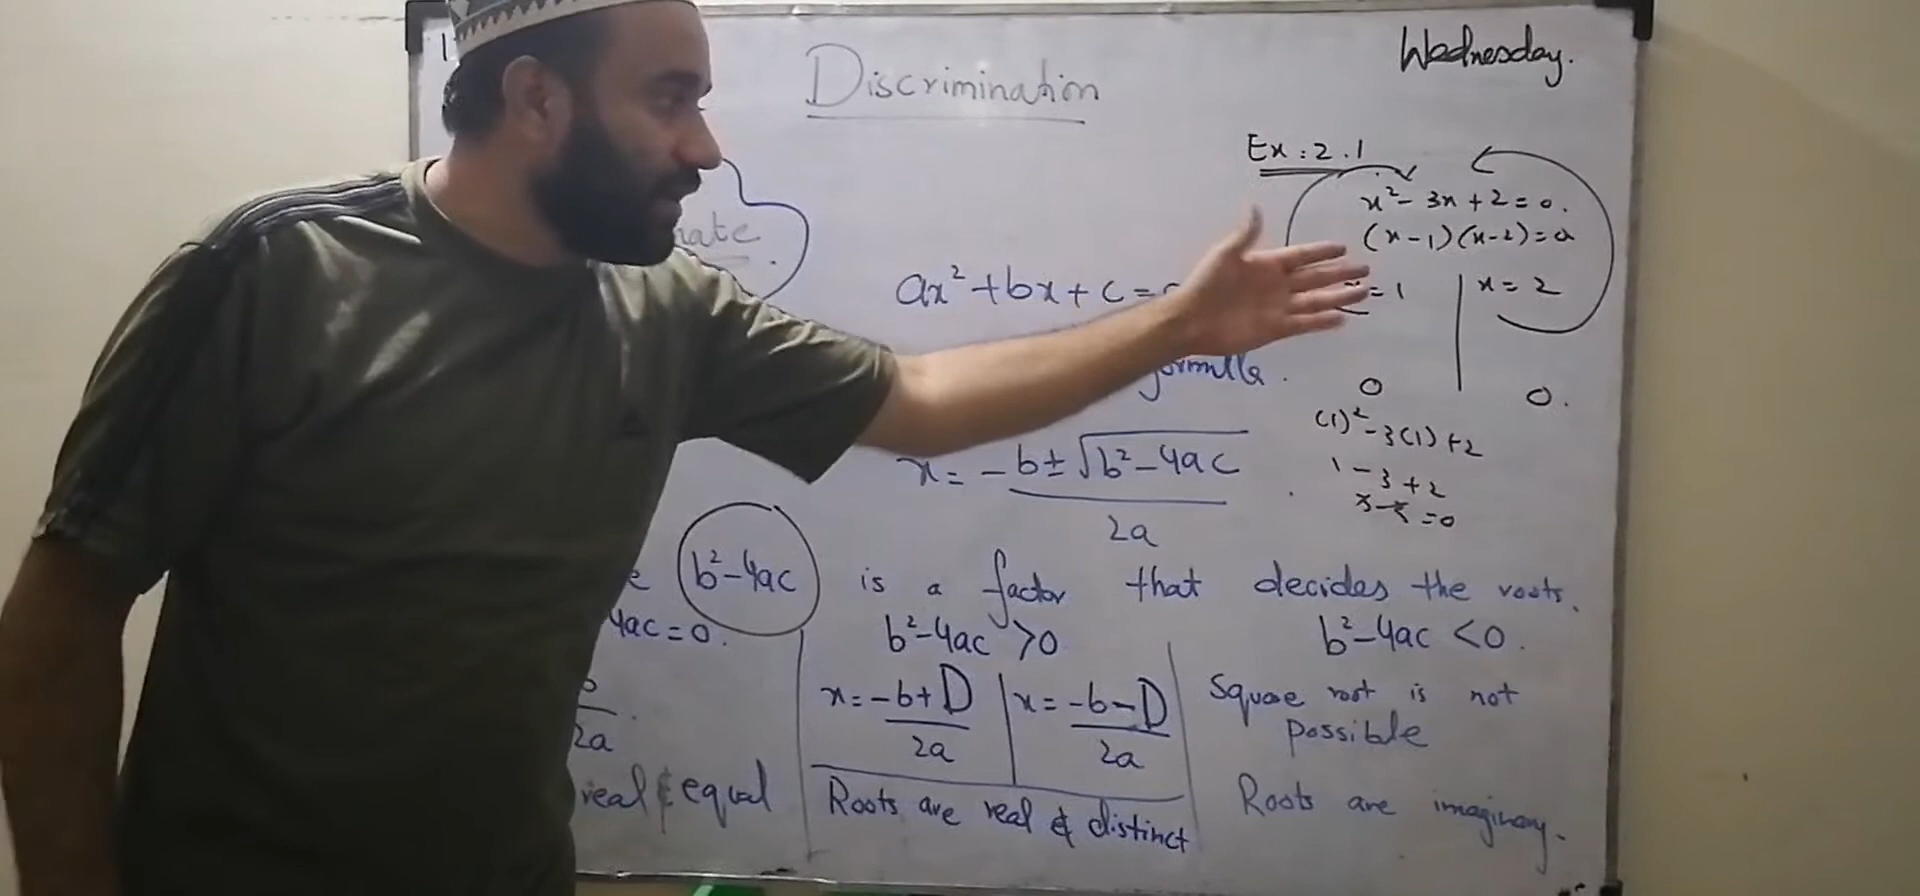 Wednesday.
Discrimination
Ex : 2.1
x² - 3x + 2 = 0.
(x-1)(x-2)=0
= 1 | x = 2
ax² + bx + c =
formula.
0 | 0.
(1)² - 3(1) + 2
1 - 3 + 2
= 0
x = -b ± √b² - 4ac
2a
b² - 4ac is a factor that decides the roots.
4ac = 0.
b² - 4ac > 0
b² - 4ac < 0.
2a
real & equal
x = -b + D | x = -b - D
2a | 2a
Roots are real & distinct
Square root is not
possible
Roots are imaginary.